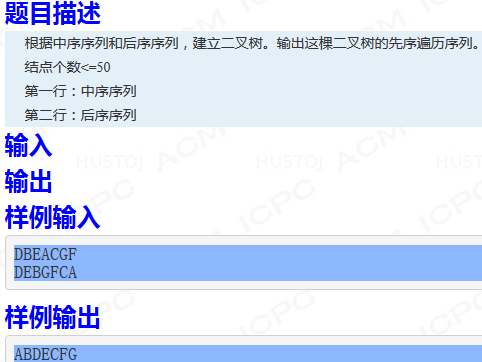 题目描述
根据中序序列和后序序列，建立二叉树。输出这棵二叉树的先序遍历序列。
结点个数<=50
第一行：中序序列
第二行：后序序列
输入
HUSTOJ ACM ICPC HUSTOJ ACM ICPC HUSTOJ
输出
样例输入
DBEACGF
DEBGFCA
样例输出
ABDECFG